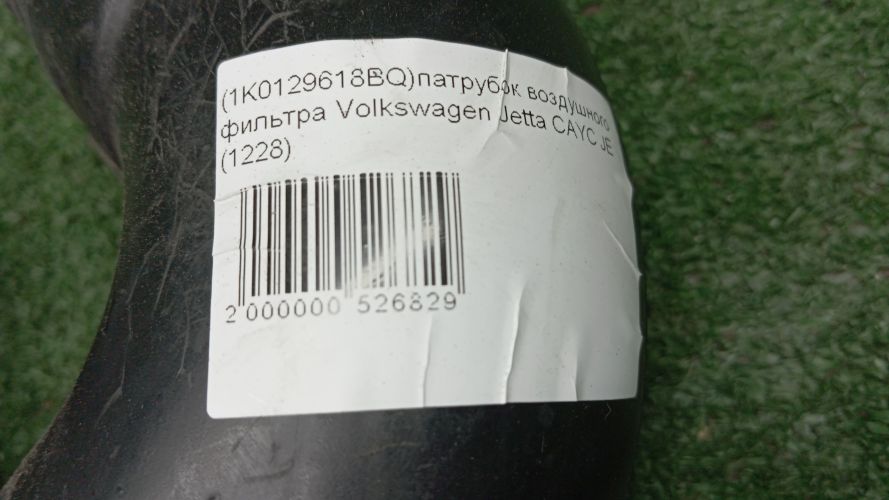 (1K0129618BQ)патрубок воздушного
фильтра Volkswagen Jetta CAYC JE
(1228)
2 000000 526829